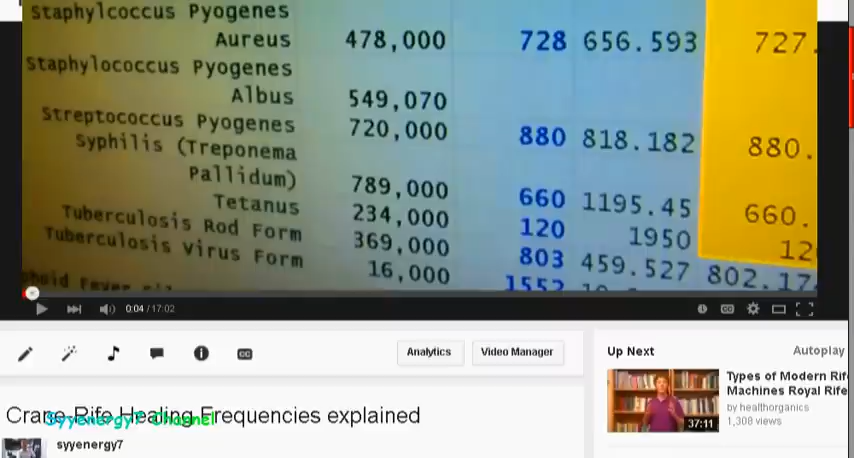 Staphylcoccus Pyogenes
Aureus 478,000 728 656.593 727.
Staphylococcus Pyogenes
Albus 549,070
Streptococcus Pyogenes 720,000 880 818.182 880.
Syphilis (Treponema
Pallidum) 789,000 660 1195.45 660.
Tetanus 234,000 120 1950 12
Tuberculosis Rod Form 369,000 803 459.527 802.17
Tuberculosis Virus Form 16,000 1552
0:04 / 17:02
Analytics Video Manager
Up Next Autoplay
Types of Modern Rif
Machines Royal Rife
by healthorganics
1,308 views
37:11
Crane-Rife Healing Frequencies explained
Syyenergy7 Channel
syyenergy7